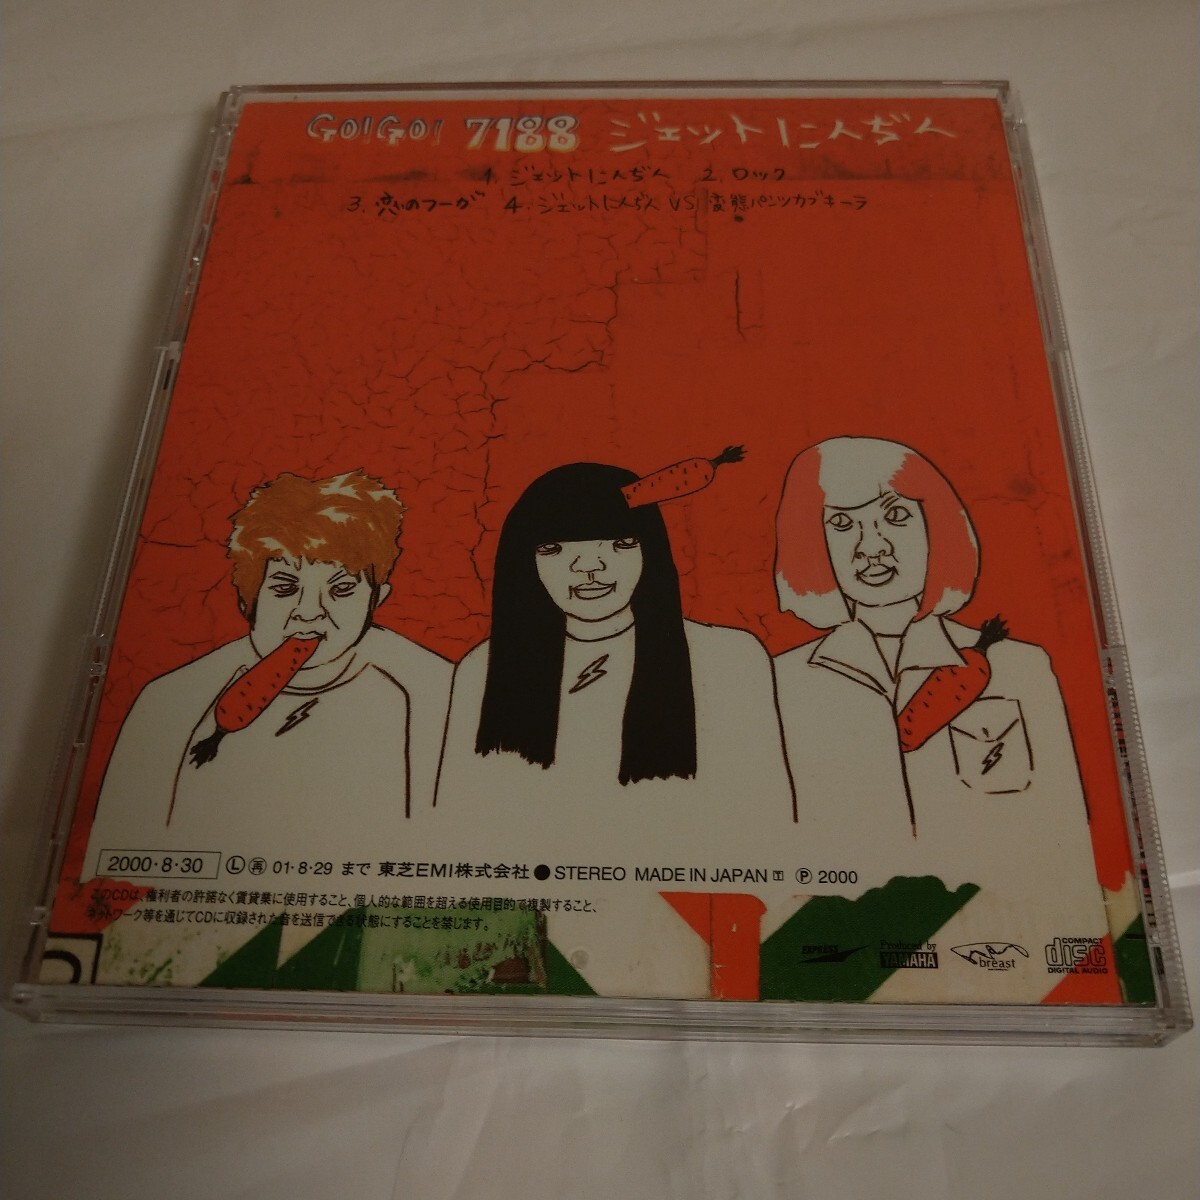 GO!GO! 7188 ジェットにんぢん
1. ジェットにんぢん 2. ロック
3. 恋のフーガ 4. ジェットにんぢん VS 変態パンツカブキーラ
2000・8・30 Ⓛ㊢ 01・8・29 まで 東芝EMI株式会社 ● STEREO MADE IN JAPAN Ⓟ 2000
このCDは、権利者の許諾なく賃貸業に使用すること、個人的な範囲を超える使用目的で複製すること、
ネットワーク等を通じてCDに収録された音を送信できる状態にすることを禁じます。
EXPRESS
Produced by
YAMAHA
breast
COMPACT
disc
DIGITAL AUDIO